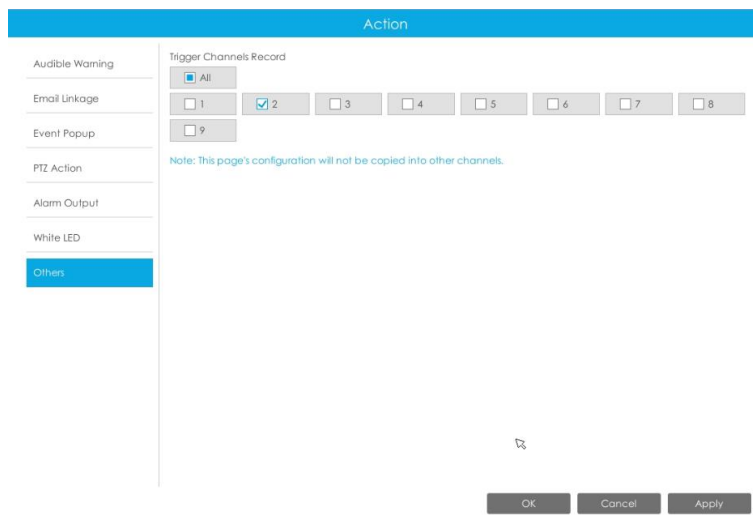 Action
Audible Warning
Email Linkage
Event Popup
PTZ Action
Alarm Output
White LED
Others
Trigger Channels Record
All
1 2 3 4 5 6 7 8
9
Note: This page's configuration will not be copied into other channels.
OK Cancel Apply